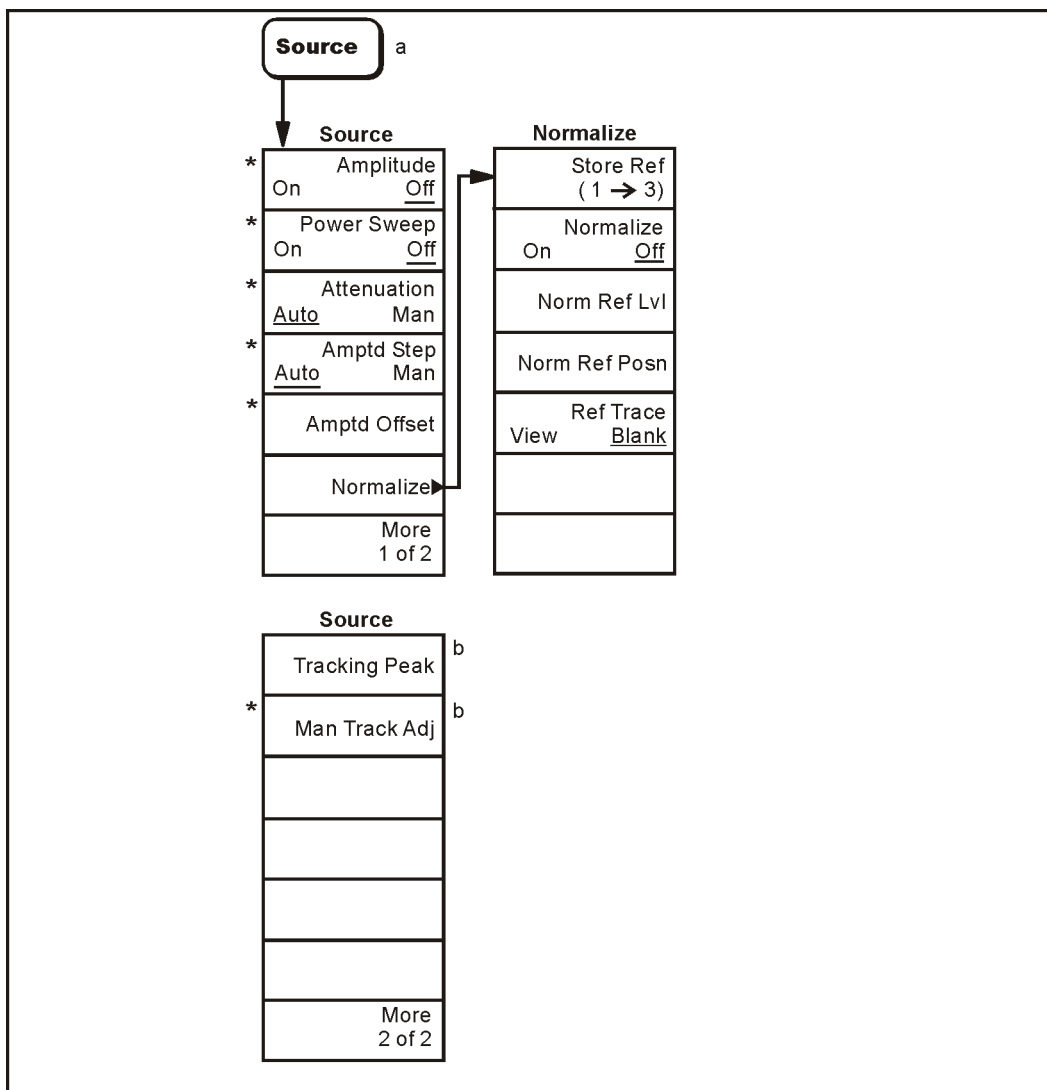 Source a
Source
* Amplitude
On Off
* Power Sweep
On Off
* Attenuation
Auto Man
* Amptd Step
Auto Man
* Amptd Offset
Normalize
More
1 of 2
Normalize
Store Ref
( 1 → 3)
Normalize
On Off
Norm Ref Lvl
Norm Ref Posn
Ref Trace
View Blank
Source
Tracking Peak b
* Man Track Adj b
More
2 of 2